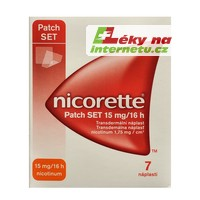 Patch
SET
Léky na
internetu.cz
nicorette
Patch SET 15 mg/16 h
Transdermální náplast
Transdermálna náplasť
nicotinum 1,75 mg / cm²
15 mg/16 h
nicotinum
7
náplastí